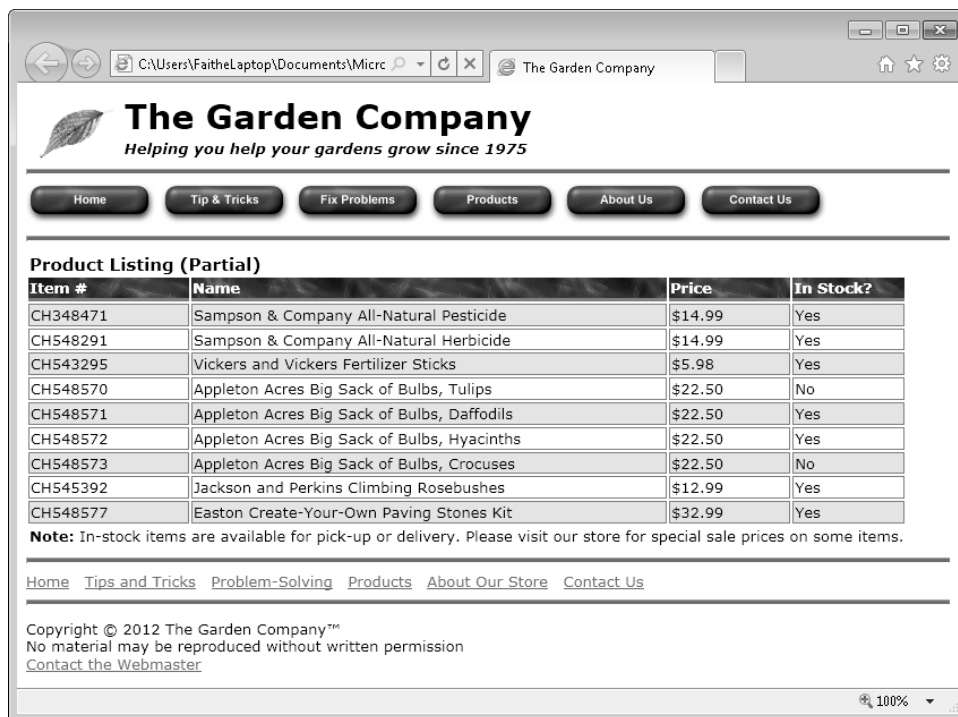 C:\Users\FaitheLaptop\Documents\Micrc
The Garden Company
The Garden Company
Helping you help your gardens grow since 1975
Home Tip & Tricks Fix Problems Products About Us Contact Us
Product Listing (Partial)
Item # Name Price In Stock?
CH348471 Sampson & Company All-Natural Pesticide $14.99 Yes
CH548291 Sampson & Company All-Natural Herbicide $14.99 Yes
CH543295 Vickers and Vickers Fertilizer Sticks $5.98 Yes
CH548570 Appleton Acres Big Sack of Bulbs, Tulips $22.50 No
CH548571 Appleton Acres Big Sack of Bulbs, Daffodils $22.50 Yes
CH548572 Appleton Acres Big Sack of Bulbs, Hyacinths $22.50 Yes
CH548573 Appleton Acres Big Sack of Bulbs, Crocuses $22.50 No
CH545392 Jackson and Perkins Climbing Rosebushes $12.99 Yes
CH548577 Easton Create-Your-Own Paving Stones Kit $32.99 Yes
Note: In-stock items are available for pick-up or delivery. Please visit our store for special sale prices on some items.
Home Tips and Tricks Problem-Solving Products About Our Store Contact Us
Copyright © 2012 The Garden Company™
No material may be reproduced without written permission
Contact the Webmaster
100%